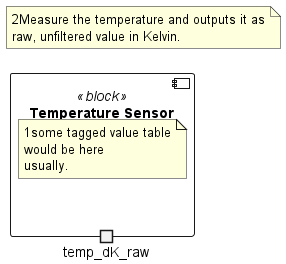 2Measure the temperature and outputs it as
raw, unfiltered value in Kelvin.
«block»
Temperature Sensor
1some tagged value table
would be here
usually.
temp_dK_raw